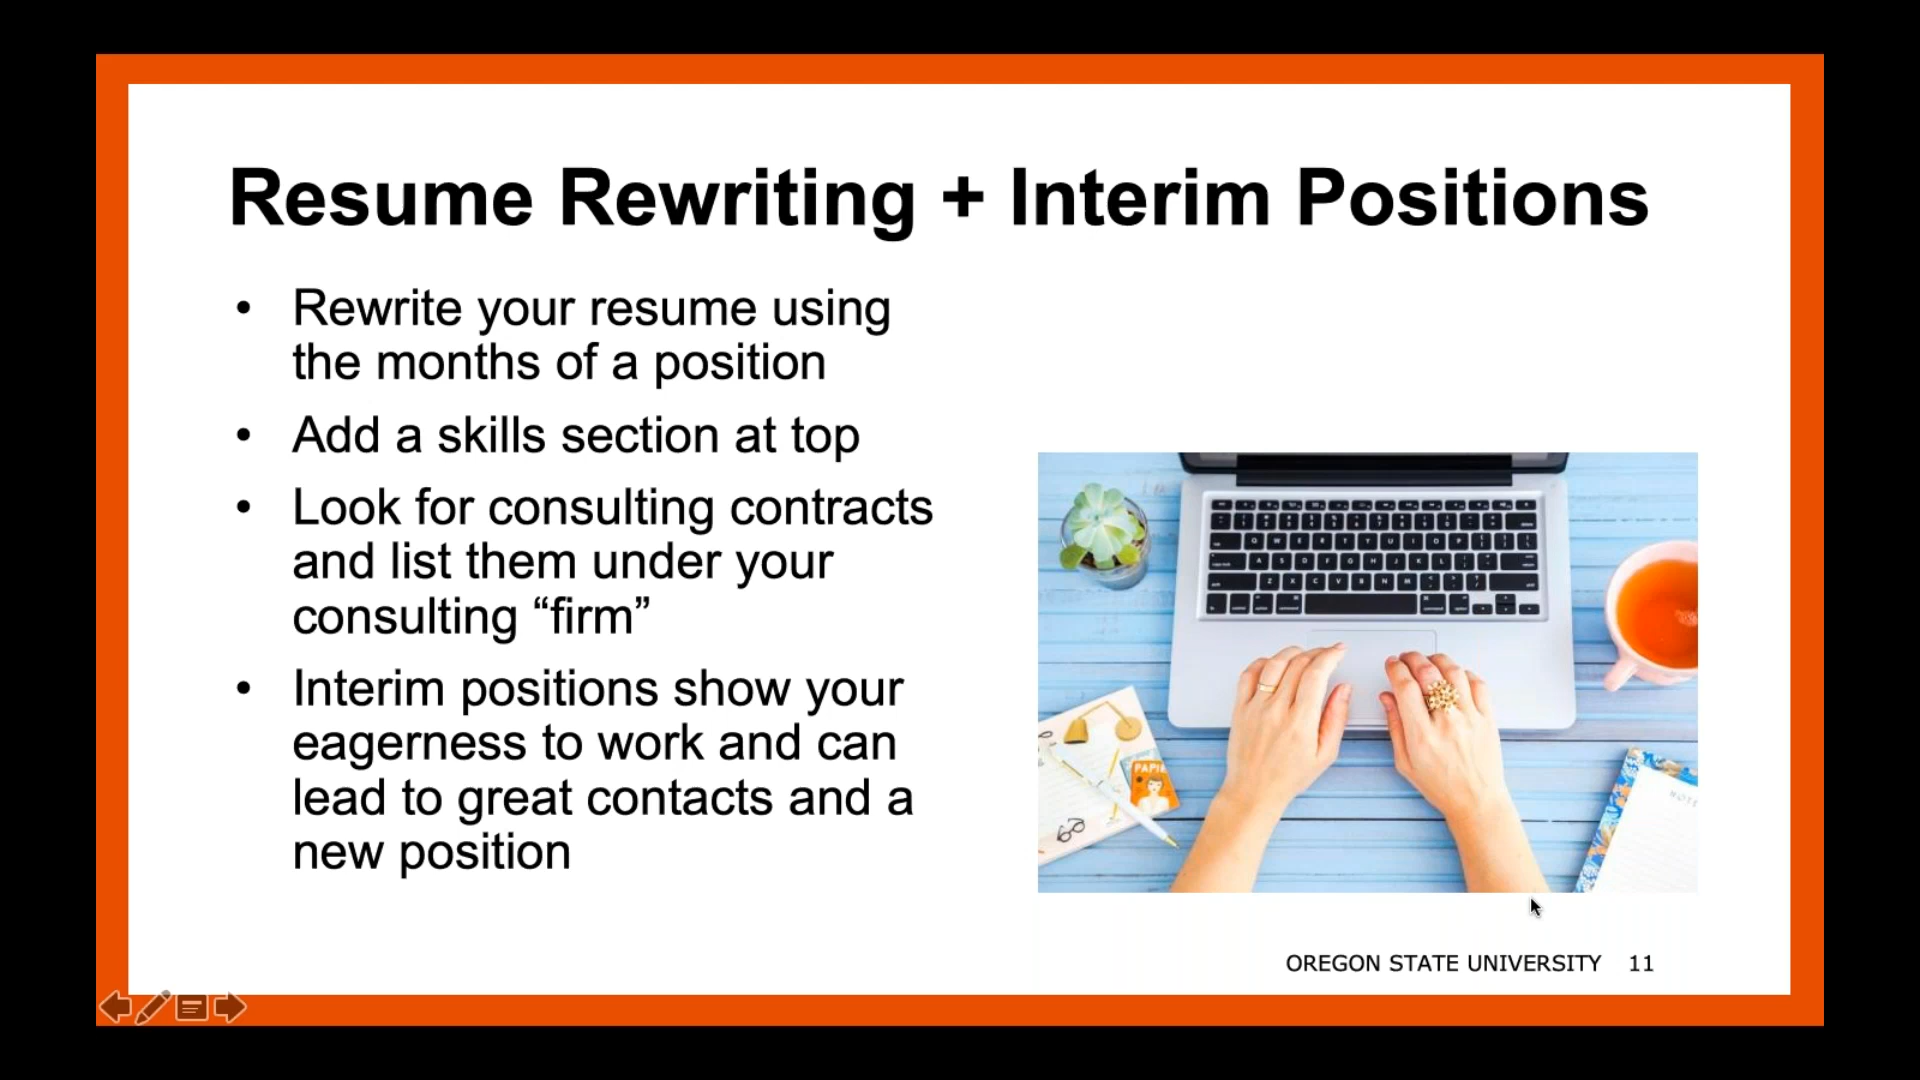 Resume Rewriting + Interim Positions
• Rewrite your resume using
the months of a position
• Add a skills section at top
• Look for consulting contracts
and list them under your
consulting “firm”
• Interim positions show your
eagerness to work and can
lead to great contacts and a
new position
OREGON STATE UNIVERSITY 11